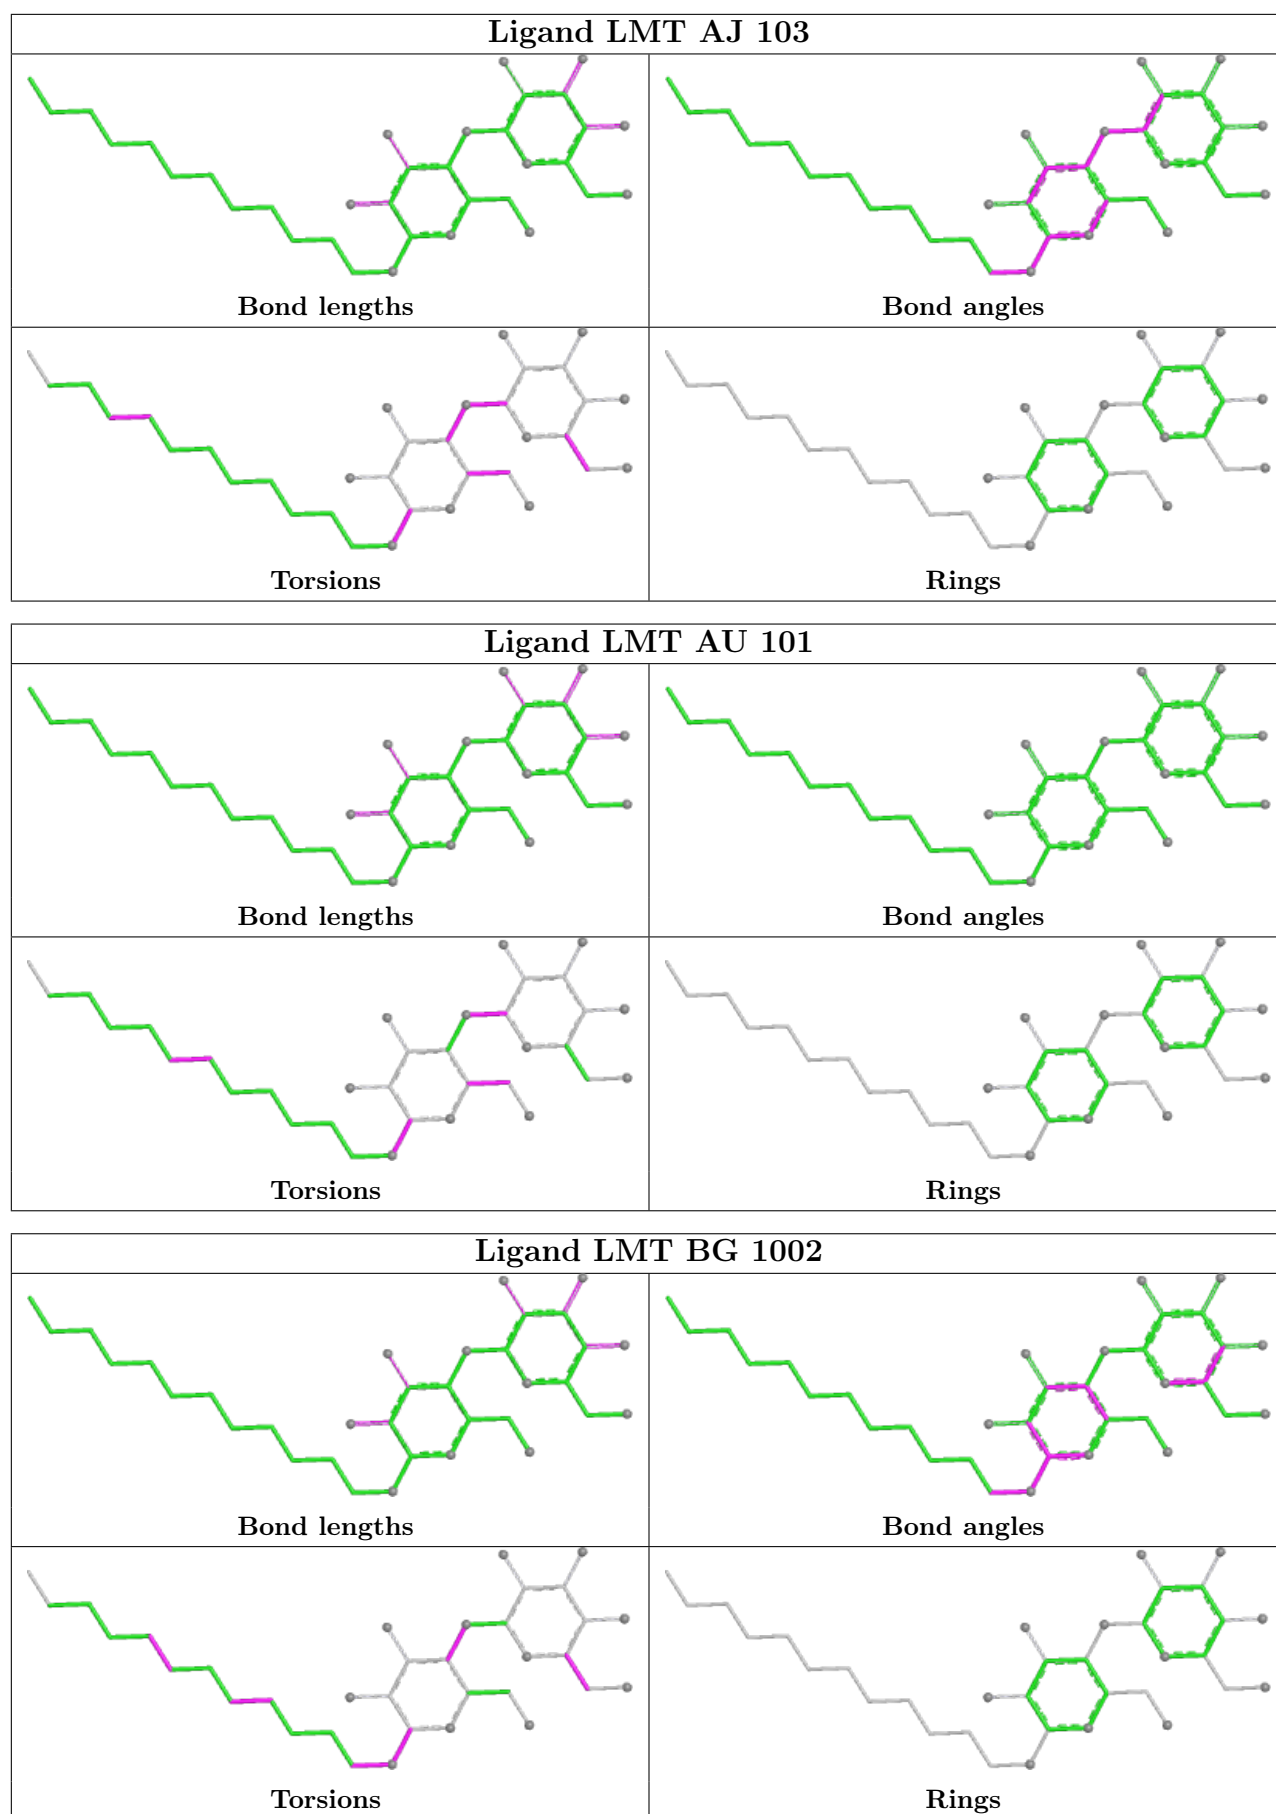 Ligand LMT AJ 103
Bond lengths
Bond angles
Torsions
Rings
Ligand LMT AU 101
Bond lengths
Bond angles
Torsions
Rings
Ligand LMT BG 1002
Bond lengths
Bond angles
Torsions
Rings